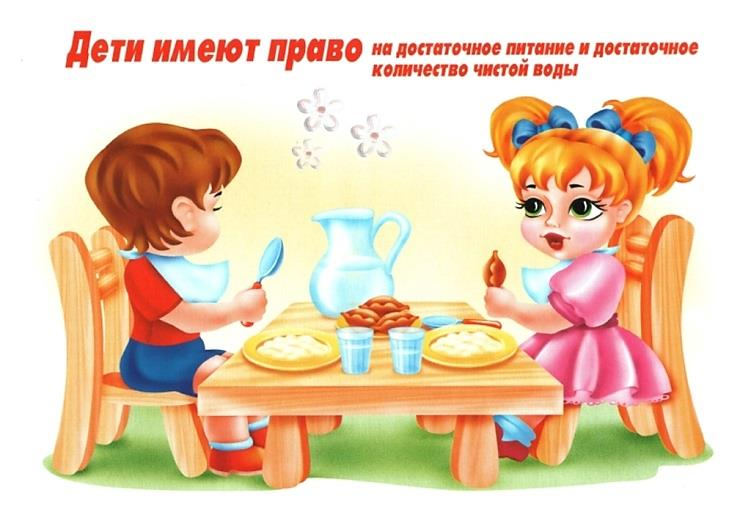 Дети имеют право на достаточное питание и достаточное
количество чистой воды